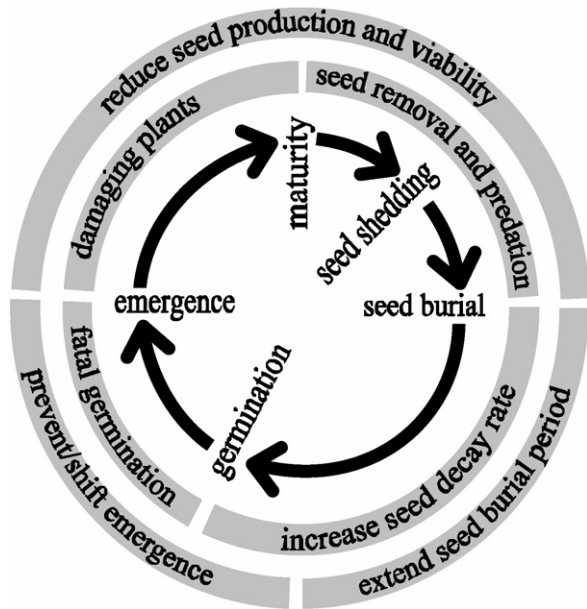 reduce seed production and viability
damaging plants
seed removal and predation
maturity
seed shedding
emergence
seed burial
germination
fatal germination
increase seed decay rate
prevent/shift emergence
extend seed burial period